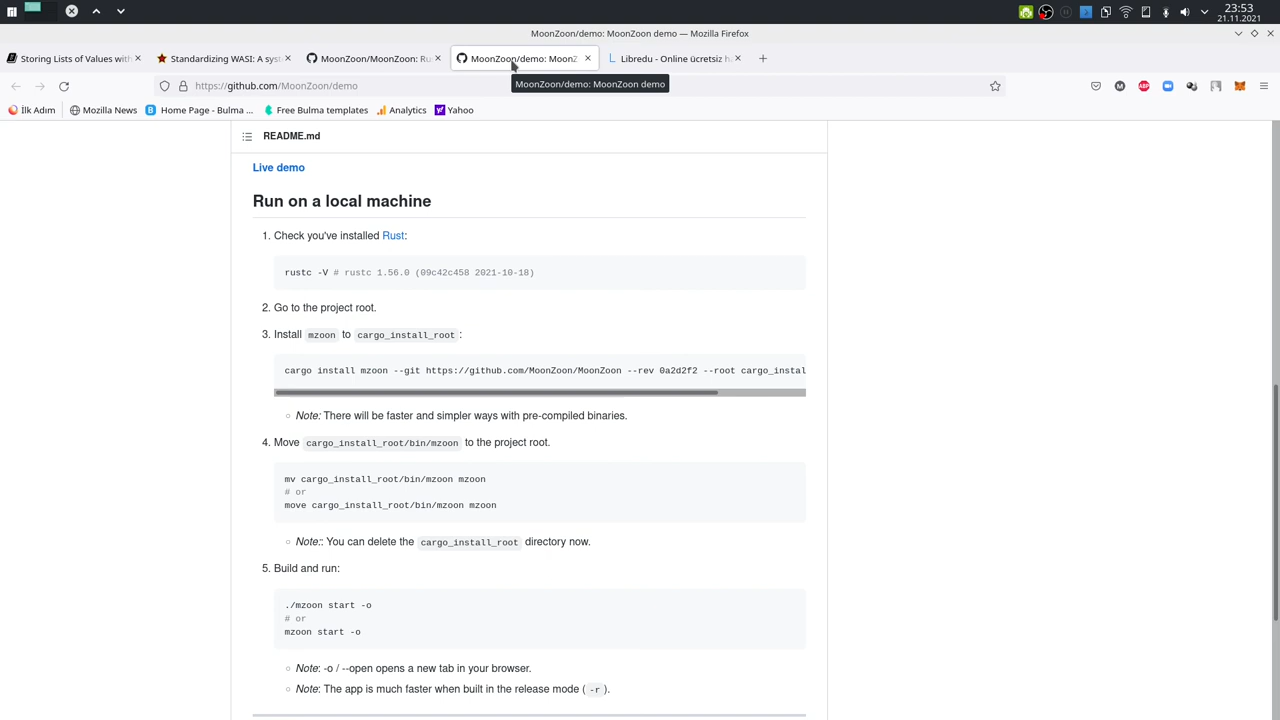 23:53
21.11.2021
MoonZoon/demo: MoonZoon demo — Mozilla Firefox
Storing Lists of Values with
Standardizing WASI: A sys
MoonZoon/MoonZoon: Ru
MoonZoon/demo: MoonZ
Libredu - Online ücretsiz ha
https://github.com/MoonZoon/demo
MoonZoon/demo: MoonZoon demo
İlk Adım
Mozilla News
Home Page - Bulma ...
Free Bulma templates
Analytics
Yahoo
README.md
Live demo
Run on a local machine
1. Check you've installed Rust:
rustc -V # rustc 1.56.0 (09c42c458 2021-10-18)
2. Go to the project root.
3. Install mzoon to cargo_install_root :
cargo install mzoon --git https://github.com/MoonZoon/MoonZoon --rev 0a2d2f2 --root cargo_instal
Note: There will be faster and simpler ways with pre-compiled binaries.
4. Move cargo_install_root/bin/mzoon to the project root.
mv cargo_install_root/bin/mzoon mzoon
# or
move cargo_install_root/bin/mzoon mzoon
Note:: You can delete the cargo_install_root directory now.
5. Build and run:
./mzoon start -o
# or
mzoon start -o
Note: -o / --open opens a new tab in your browser.
Note: The app is much faster when built in the release mode ( -r ).